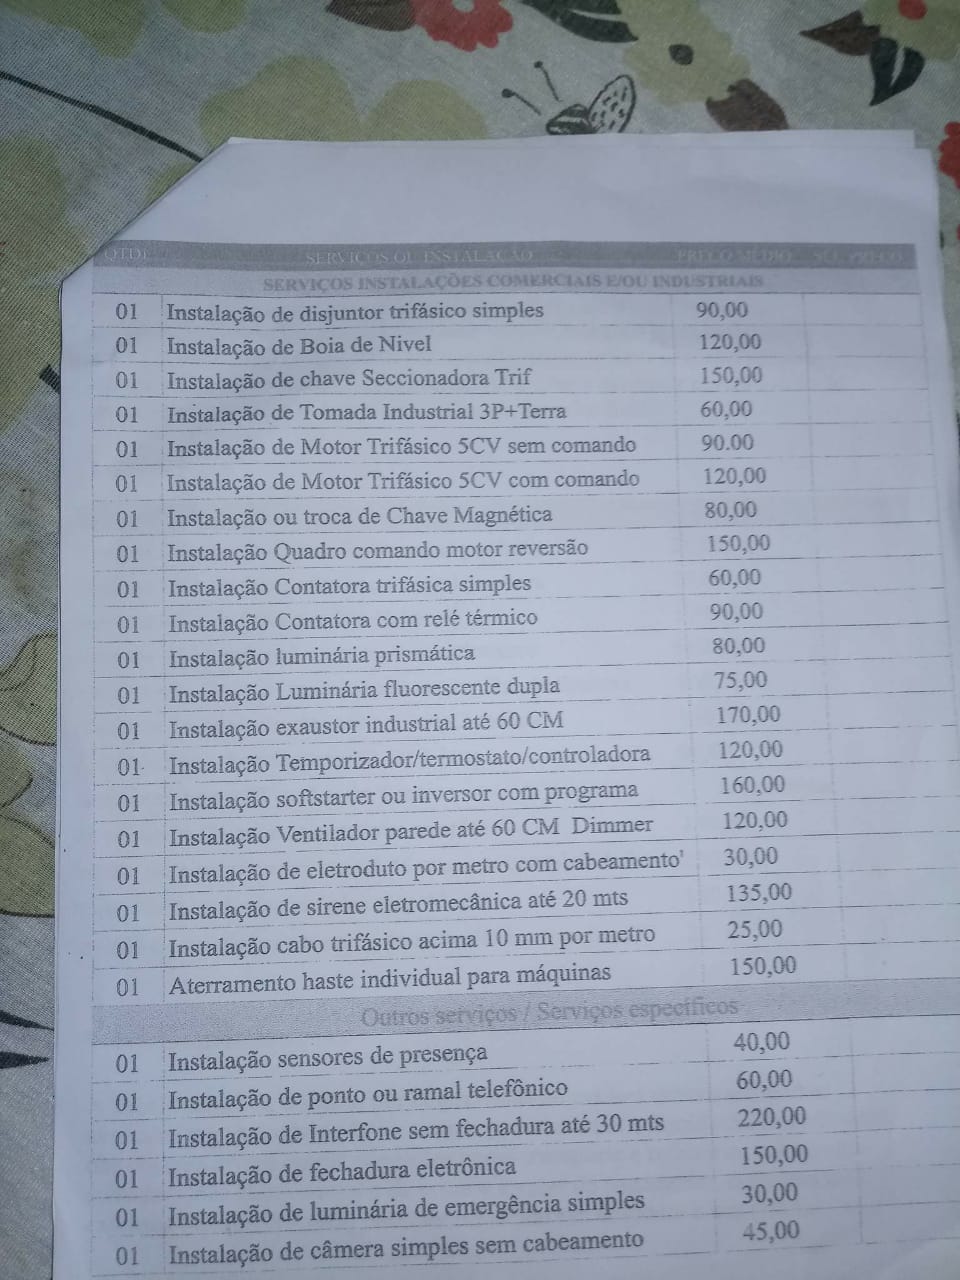 QTDE SERVIÇOS OU INSTALAÇÃO PREÇO MÉDIO SEU PREÇO
SERVIÇOS INSTALAÇÕES COMERCIAIS E/OU INDUSTRIAIS
01 Instalação de disjuntor trifásico simples 90,00
01 Instalação de Boia de Nivel 120,00
01 Instalação de chave Seccionadora Trif 150,00
01 Instalação de Tomada Industrial 3P+Terra 60,00
01 Instalação de Motor Trifásico 5CV sem comando 90.00
01 Instalação de Motor Trifásico 5CV com comando 120,00
01 Instalação ou troca de Chave Magnética 80,00
01 Instalação Quadro comando motor reversão 150,00
01 Instalação Contatora trifásica simples 60,00
01 Instalação Contatora com relé térmico 90,00
01 Instalação luminária prismática 80,00
01 Instalação Luminária fluorescente dupla 75,00
01 Instalação exaustor industrial até 60 CM 170,00
01 Instalação Temporizador/termostato/controladora 120,00
01 Instalação softstarter ou inversor com programa 160,00
01 Instalação Ventilador parede até 60 CM Dimmer 120,00
01 Instalação de eletroduto por metro com cabeamento 30,00
01 Instalação de sirene eletromecânica até 20 mts 135,00
01 Instalação cabo trifásico acima 10 mm por metro 25,00
01 Aterramento haste individual para máquinas 150,00
Outros serviços / Serviços específicos
01 Instalação sensores de presença 40,00
01 Instalação de ponto ou ramal telefônico 60,00
01 Instalação de Interfone sem fechadura até 30 mts 220,00
01 Instalação de fechadura eletrônica 150,00
01 Instalação de luminária de emergência simples 30,00
01 Instalação de câmera simples sem cabeamento 45,00